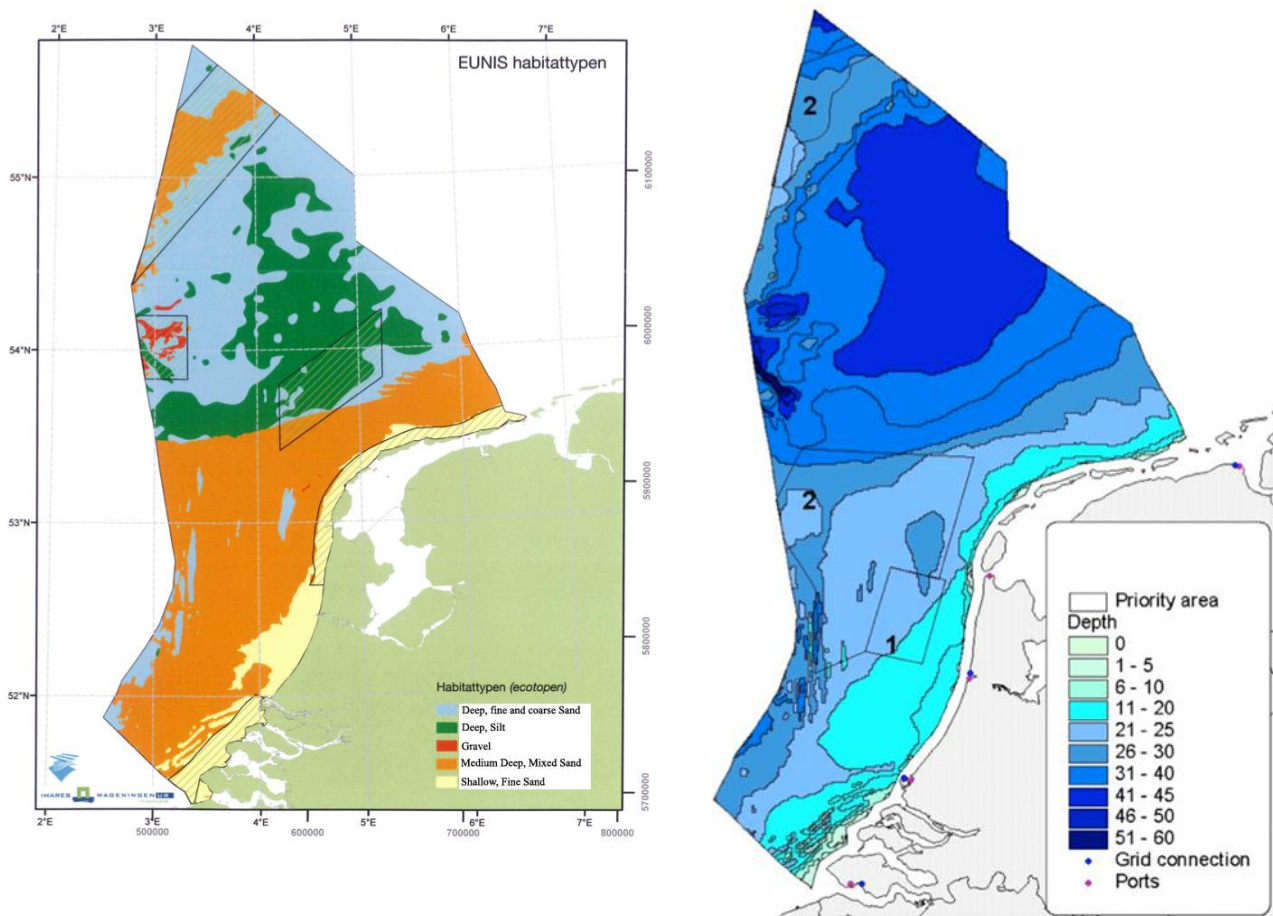 2°E 3°E 4°E 5°E 6°E 7°E
EUNIS habitattypen
55°N
54°N
53°N
52°N
6100000
6000000
5900000
5800000
5700000
Habitattypen (ecotopen)
Deep, fine and coarse Sand
Deep, Silt
Gravel
Medium Deep, Mixed Sand
Shallow, Fine Sand
IMARES WAGENINGEN UR
2°E 3°E 4°E 5°E 6°E 7°E
500000 600000 700000 800000
2
2
1
Priority area
Depth
0
1 - 5
6 - 10
11 - 20
21 - 25
26 - 30
31 - 40
41 - 45
46 - 50
51 - 60
Grid connection
Ports